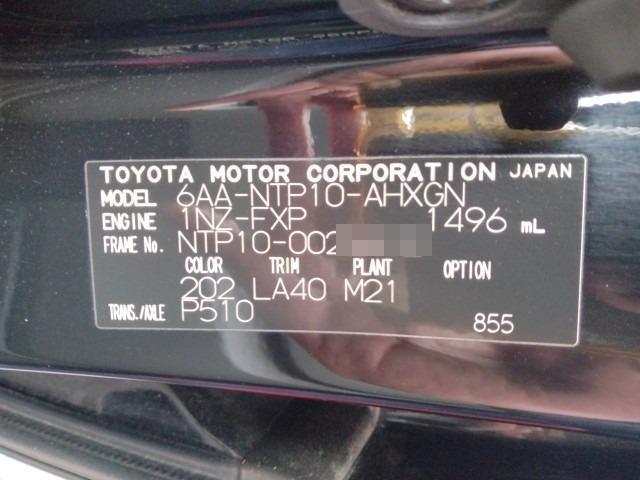 TOYOTA MOTOR CORPORATION JAPAN
MODEL 6AA-NTP10-AHXGN
ENGINE 1NZ-FXP 1496 mL
FRAME No. NTP10-002
COLOR TRIM PLANT OPTION
202 LA40 M21
TRANS./AXLE P510
855